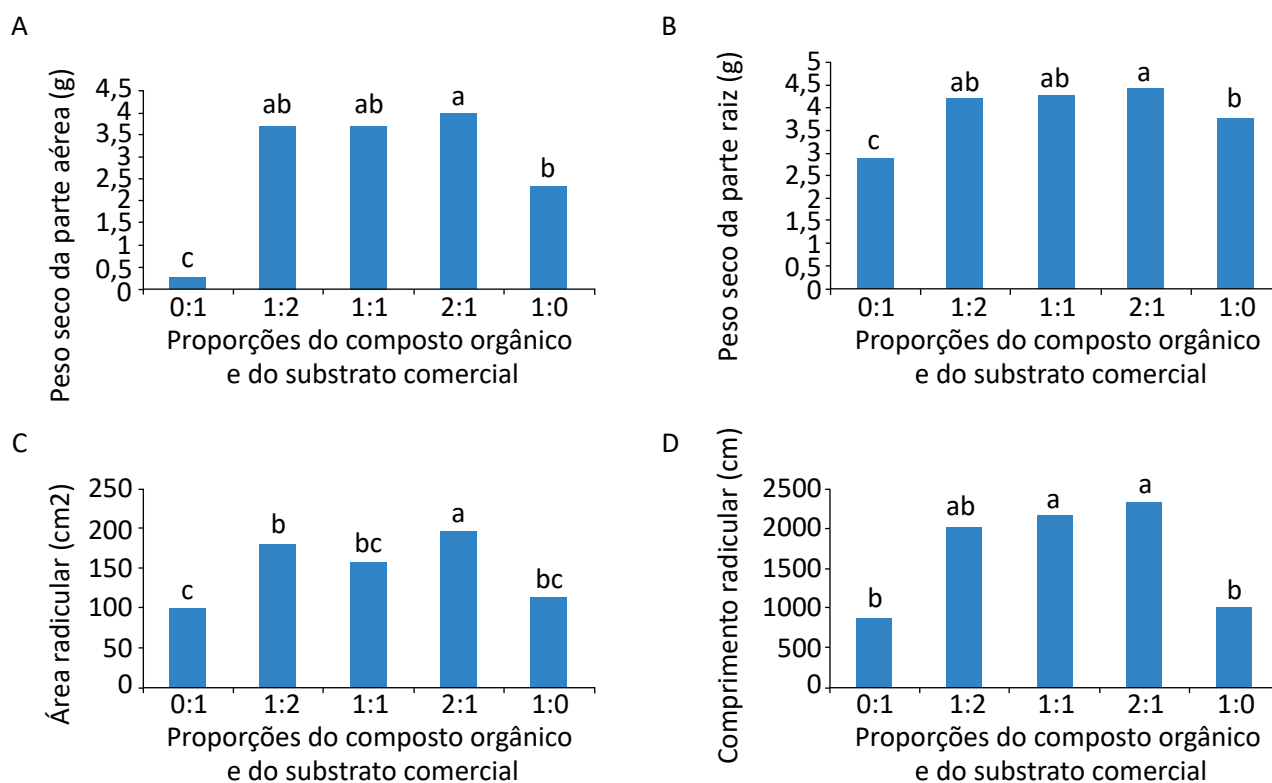 A
Peso seco da parte aérea (g)
4,5
4
3,5
3
2,5
2
1,5
1
0,5
0
c
ab
ab
a
b
0:1
1:2
1:1
2:1
1:0
Proporções do composto orgânico
e do substrato comercial
B
Peso seco da parte raiz (g)
5
4,5
4
3,5
3
2,5
2
1,5
1
0,5
0
c
ab
ab
a
b
0:1
1:2
1:1
2:1
1:0
Proporções do composto orgânico
e do substrato comercial
C
Área radicular (cm2)
250
200
150
100
50
0
c
b
bc
a
bc
0:1
1:2
1:1
2:1
1:0
Proporções do composto orgânico
e do substrato comercial
D
Comprimento radicular (cm)
2500
2000
1500
1000
500
0
b
ab
a
a
b
0:1
1:2
1:1
2:1
1:0
Proporções do composto orgânico
e do substrato comercial